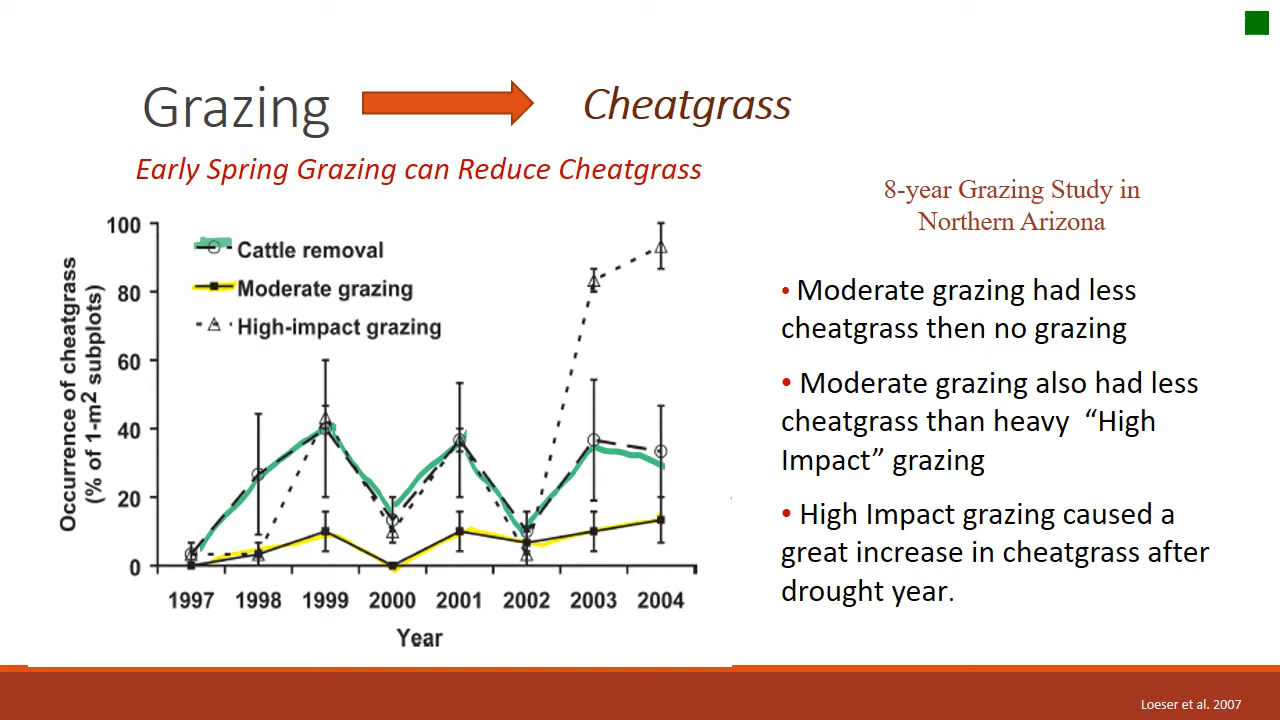 Grazing
Cheatgrass
Early Spring Grazing can Reduce Cheatgrass
Occurrence of cheatgrass
(% of 1-m² subplots)
100
80
60
40
20
0
Cattle removal
Moderate grazing
High-impact grazing
1997 1998 1999 2000 2001 2002 2003 2004
Year
8-year Grazing Study in
Northern Arizona
• Moderate grazing had less
cheatgrass then no grazing
• Moderate grazing also had less
cheatgrass than heavy “High
Impact” grazing
• High Impact grazing caused a
great increase in cheatgrass after
drought year.
Loeser et al. 2007